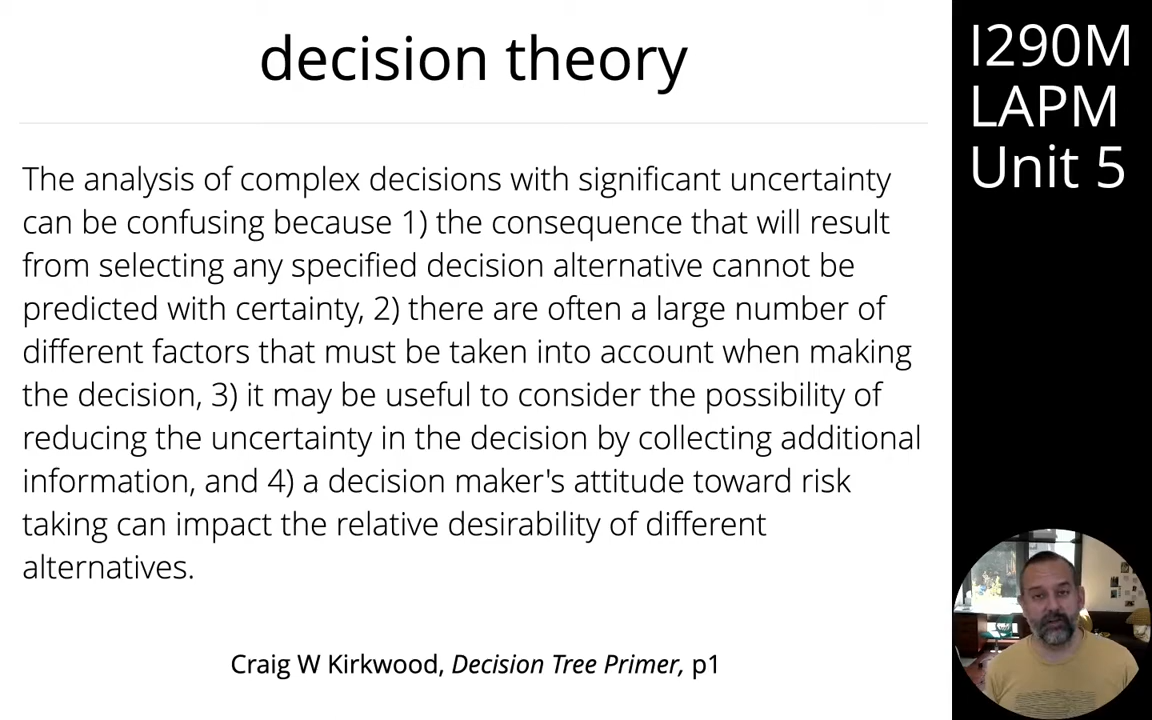 decision theory
The analysis of complex decisions with significant uncertainty
can be confusing because 1) the consequence that will result
from selecting any specified decision alternative cannot be
predicted with certainty, 2) there are often a large number of
different factors that must be taken into account when making
the decision, 3) it may be useful to consider the possibility of
reducing the uncertainty in the decision by collecting additional
information, and 4) a decision maker's attitude toward risk
taking can impact the relative desirability of different
alternatives.
Craig W Kirkwood, Decision Tree Primer, p1
I290M
LAPM
Unit 5